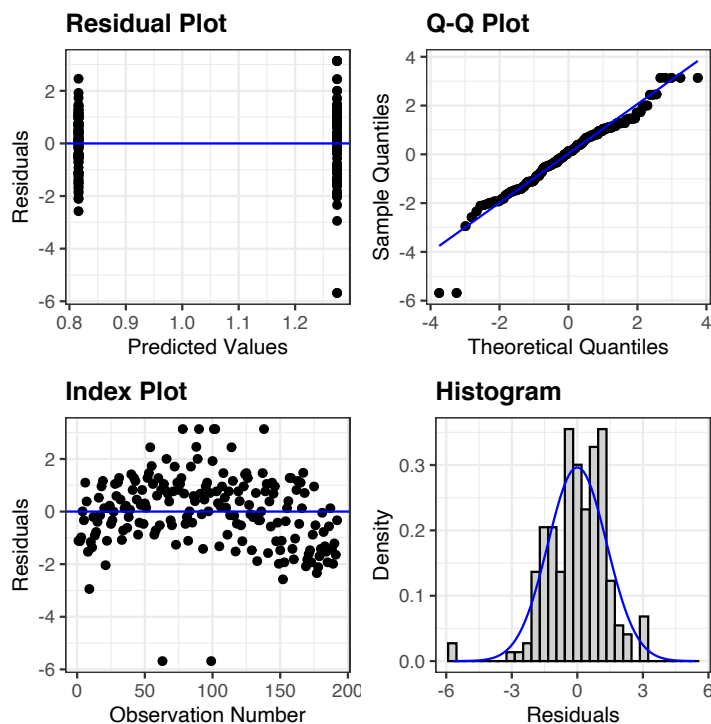 Residual Plot
2
0
-2
-4
-6
0.8 0.9 1.0 1.1 1.2
Predicted Values
Residuals
Q-Q Plot
4
2
0
-2
-4
-6
-4 -2 0 2 4
Theoretical Quantiles
Sample Quantiles
Index Plot
2
0
-2
-4
-6
0 50 100 150 200
Observation Number
Residuals
Histogram
0.3
0.2
0.1
0.0
-6 -3 0 3 6
Residuals
Density